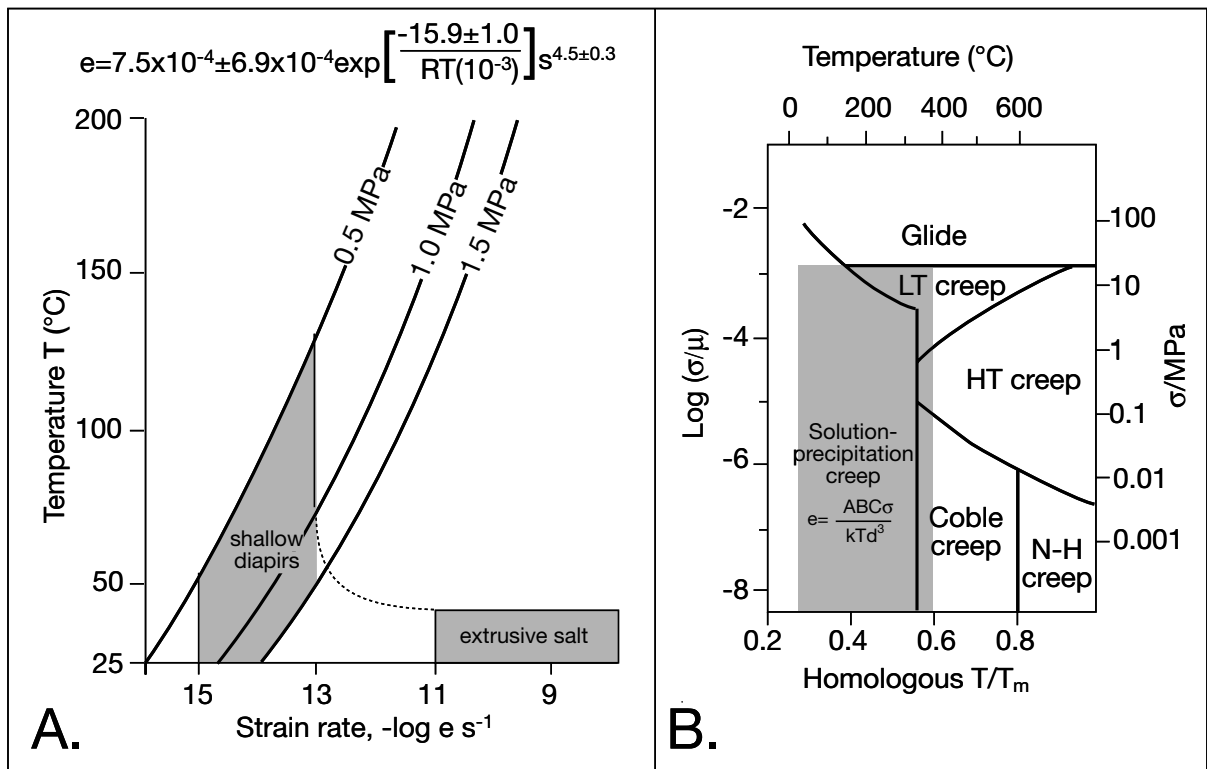 e=7.5x10-4±6.9x10-4exp[-15.9±1.0/RT(10-3)]s4.5±0.3
200
150
100
50
25
Temperature T (°C)
0.5 MPa
1.0 MPa
1.5 MPa
shallow
diapirs
extrusive salt
15 13 11 9
Strain rate, -log e s-1
A.
Temperature (°C)
0 200 400 600
-2
-4
-6
-8
Log (σ/μ)
Glide
LT creep
HT creep
Solution-
precipitation
creep
e= ABCσ
kTd3
Coble
creep
N-H
creep
100
10
1
0.1
0.01
0.001
σ/MPa
0.2 0.4 0.6 0.8
Homologous T/Tm
B.